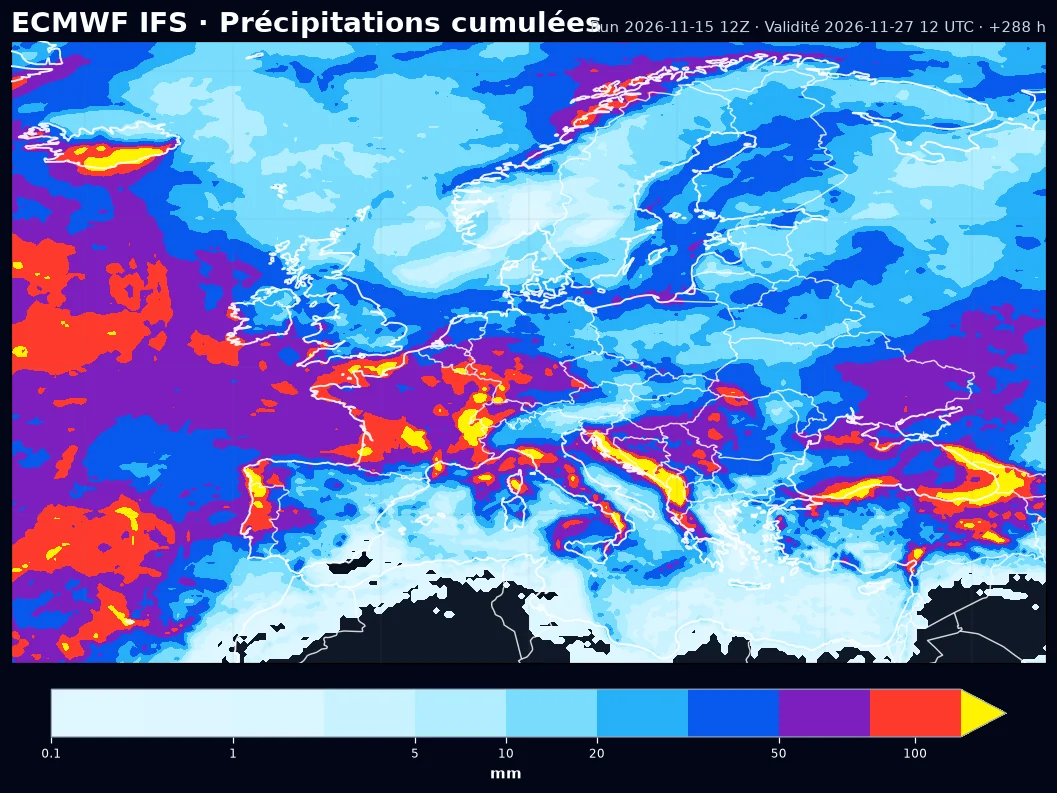 ECMWF IFS · Précipitations cumulées
Run 2026-11-15 12Z · Validité 2026-11-27 12 UTC · +288 h
0.1 1 5 10 20 50 100
mm